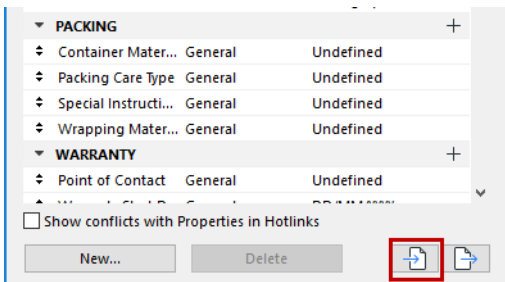 PACKING
Container Mater... General Undefined
Packing Care Type General Undefined
Special Instructi... General Undefined
Wrapping Mater... General Undefined
WARRANTY
Point of Contact General Undefined
Show conflicts with Properties in Hotlinks
New... Delete